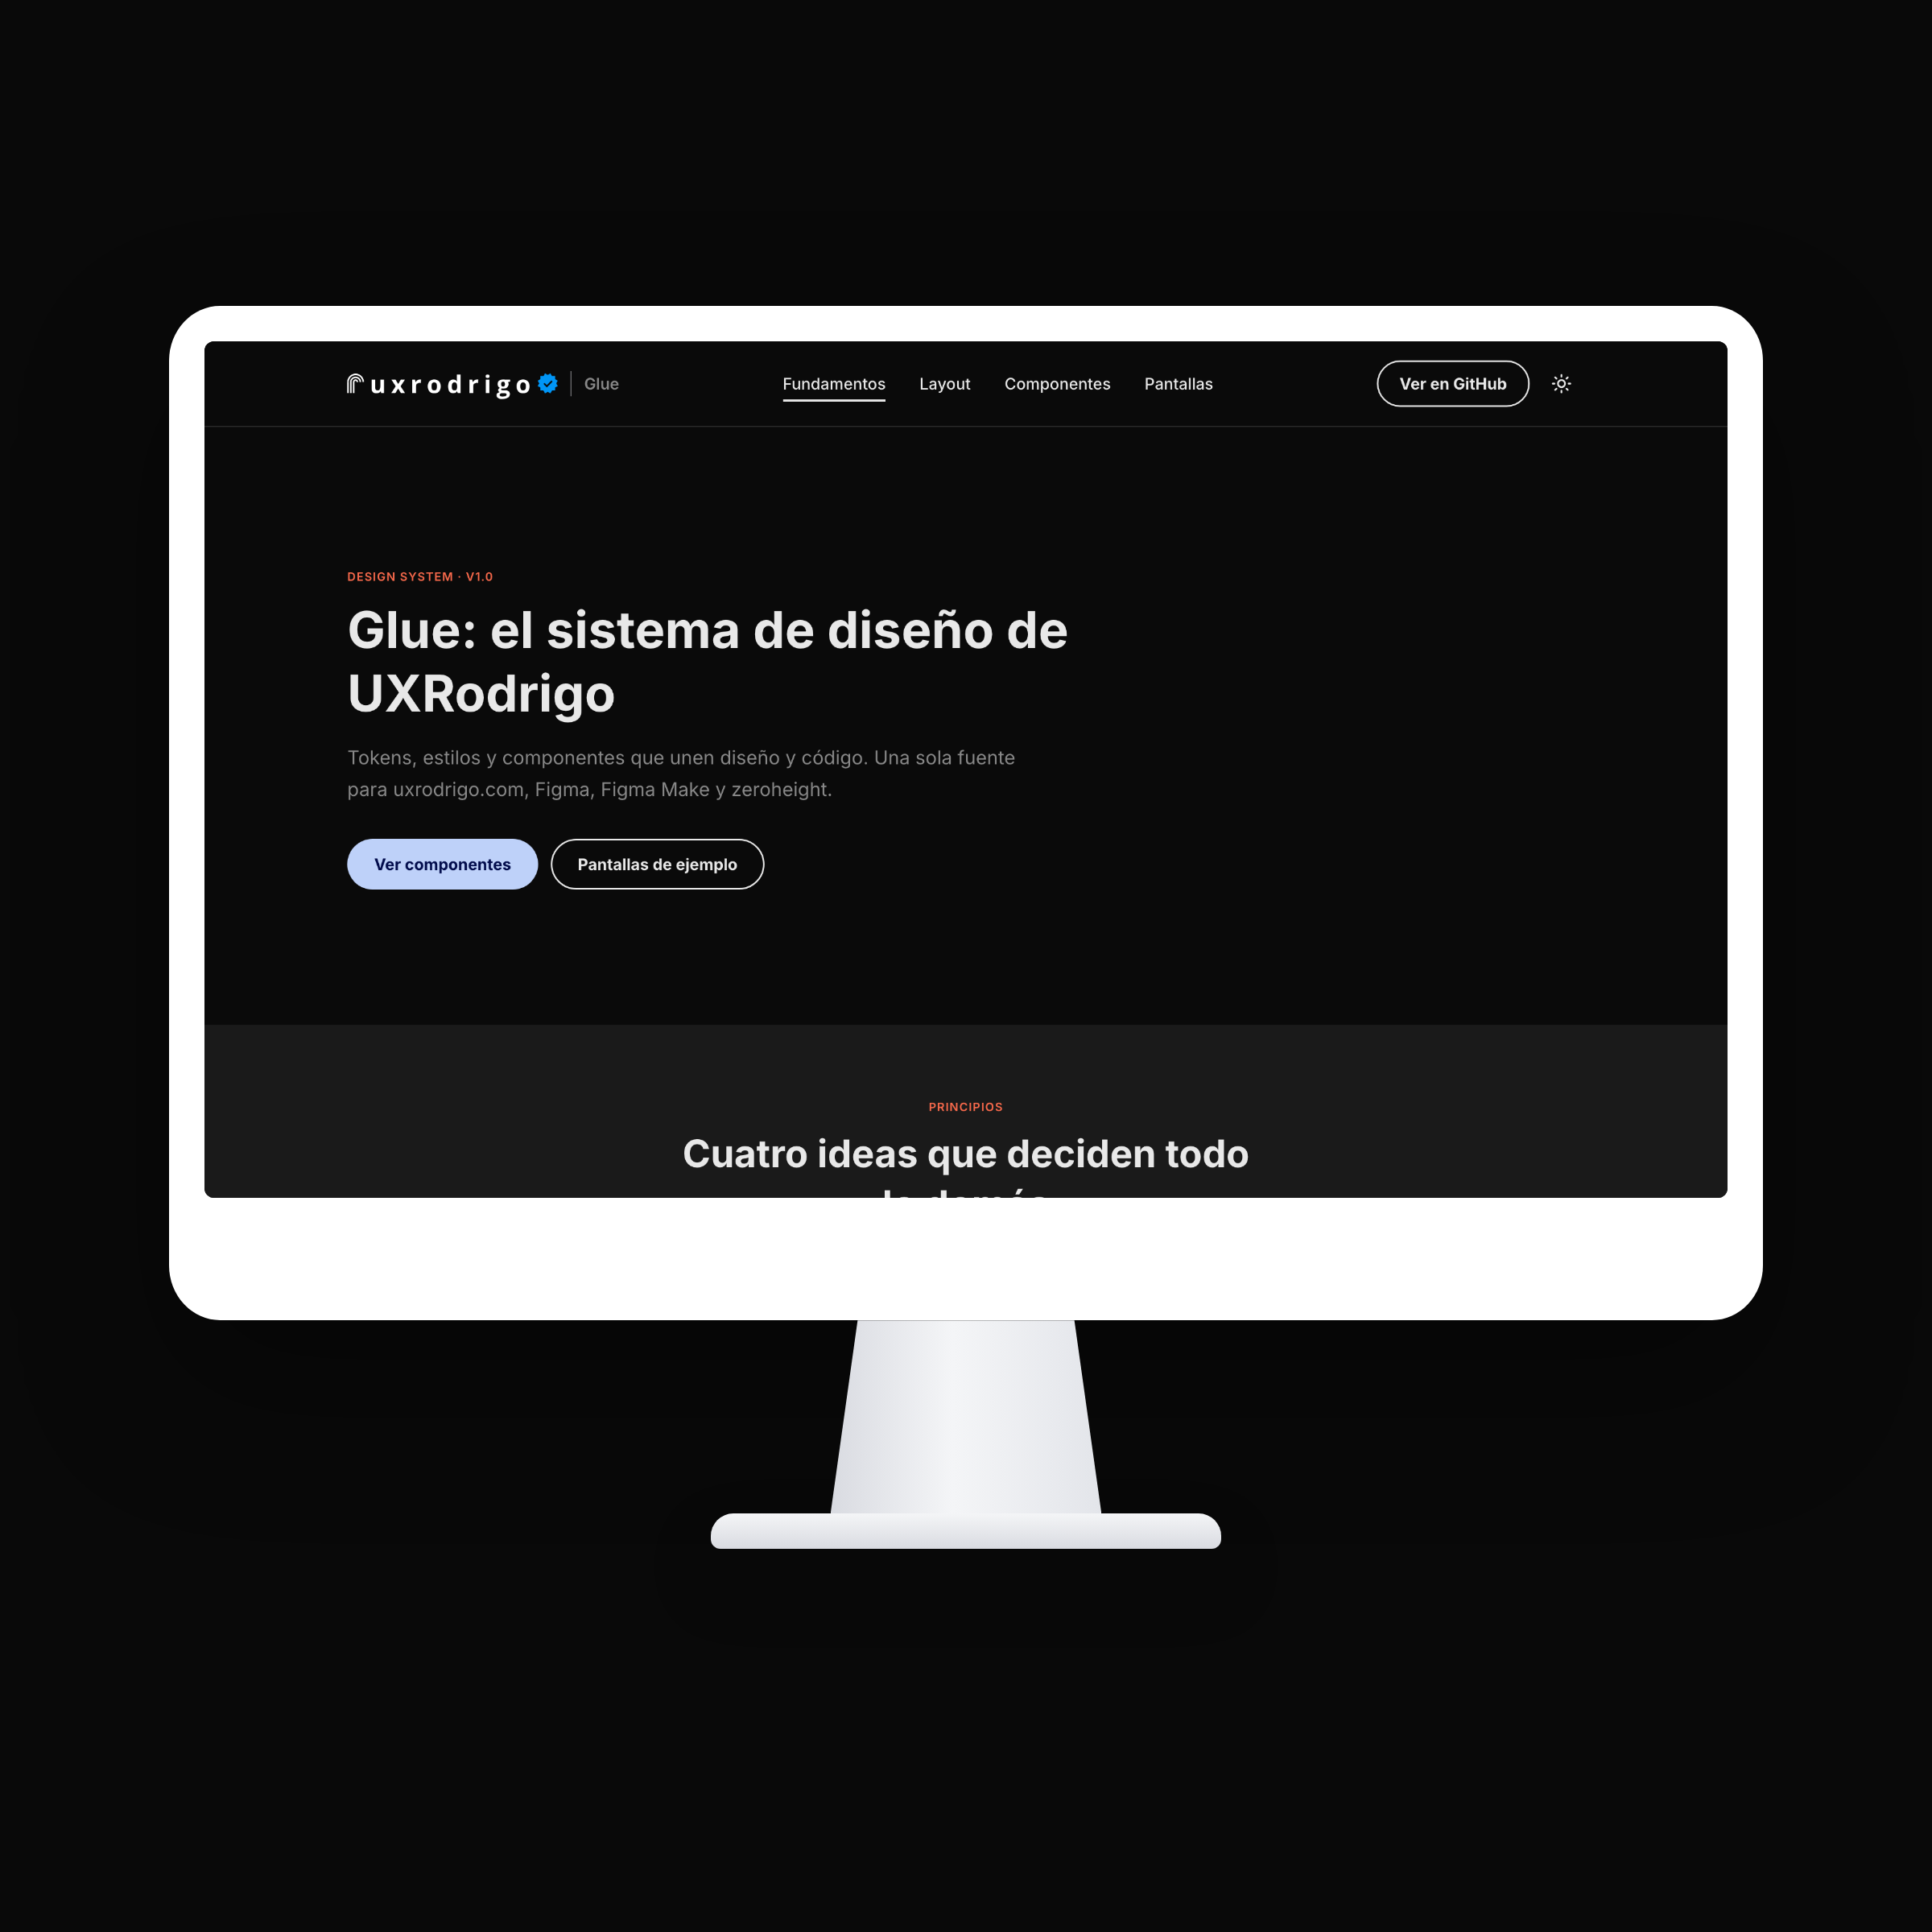 uxrodrigo Glue
Fundamentos Layout Componentes Pantallas
Ver en GitHub
DESIGN SYSTEM · V1.0
Glue: el sistema de diseño de
UXRodrigo
Tokens, estilos y componentes que unen diseño y código. Una sola fuente
para uxrodrigo.com, Figma, Figma Make y zeroheight.
Ver componentes
Pantallas de ejemplo
PRINCIPIOS
Cuatro ideas que deciden todo